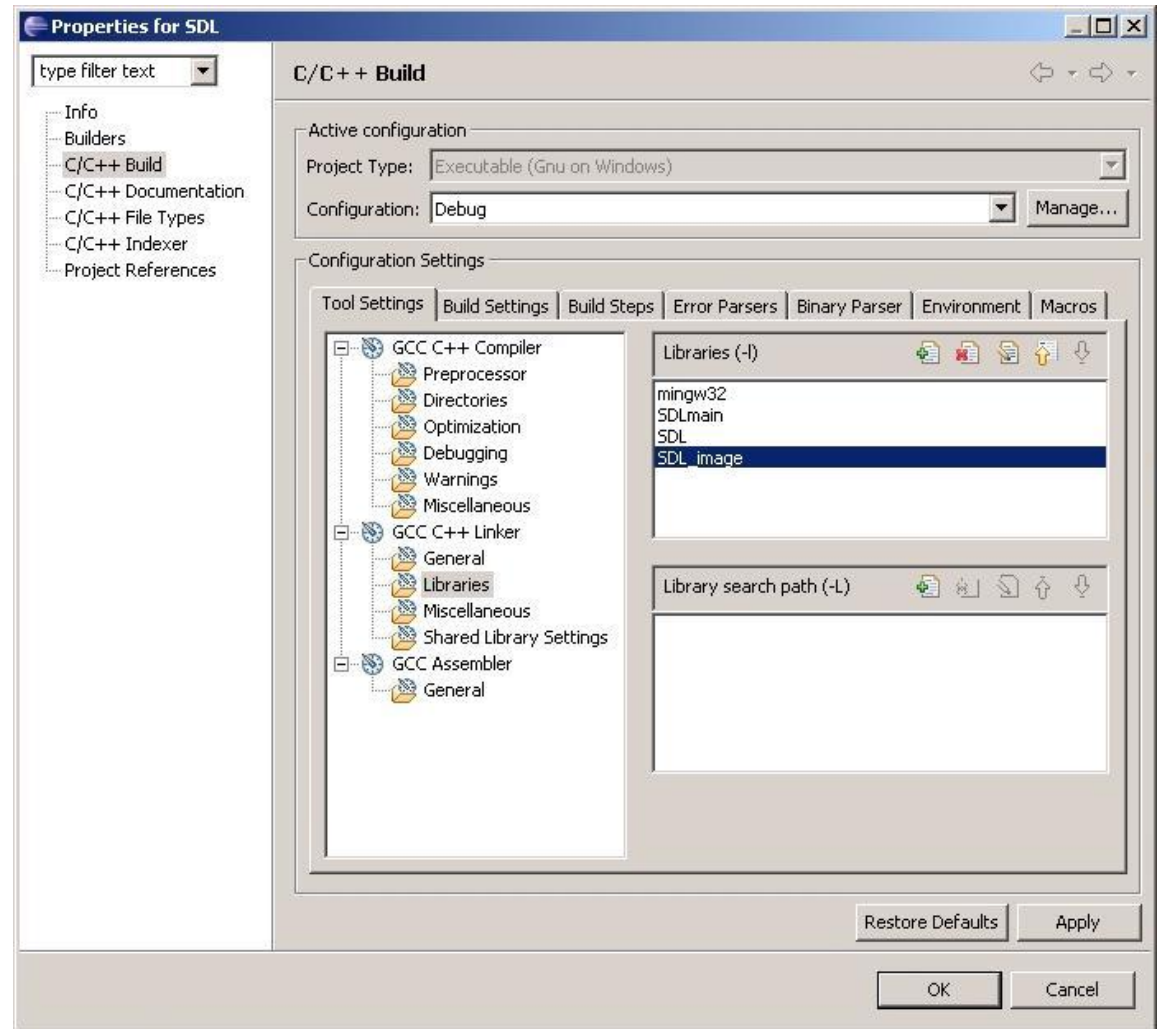 Properties for SDL
type filter text
Info
Builders
C/C++ Build
C/C++ Documentation
C/C++ File Types
C/C++ Indexer
Project References
C/C++ Build
Active configuration
Project Type: Executable (Gnu on Windows)
Configuration: Debug Manage...
Configuration Settings
Tool Settings Build Settings Build Steps Error Parsers Binary Parser Environment Macros
GCC C++ Compiler
Preprocessor
Directories
Optimization
Debugging
Warnings
Miscellaneous
GCC C++ Linker
General
Libraries
Miscellaneous
Shared Library Settings
GCC Assembler
General
Libraries (-l)
mingw32
SDLmain
SDL
SDL_image
Library search path (-L)
Restore Defaults Apply
OK Cancel